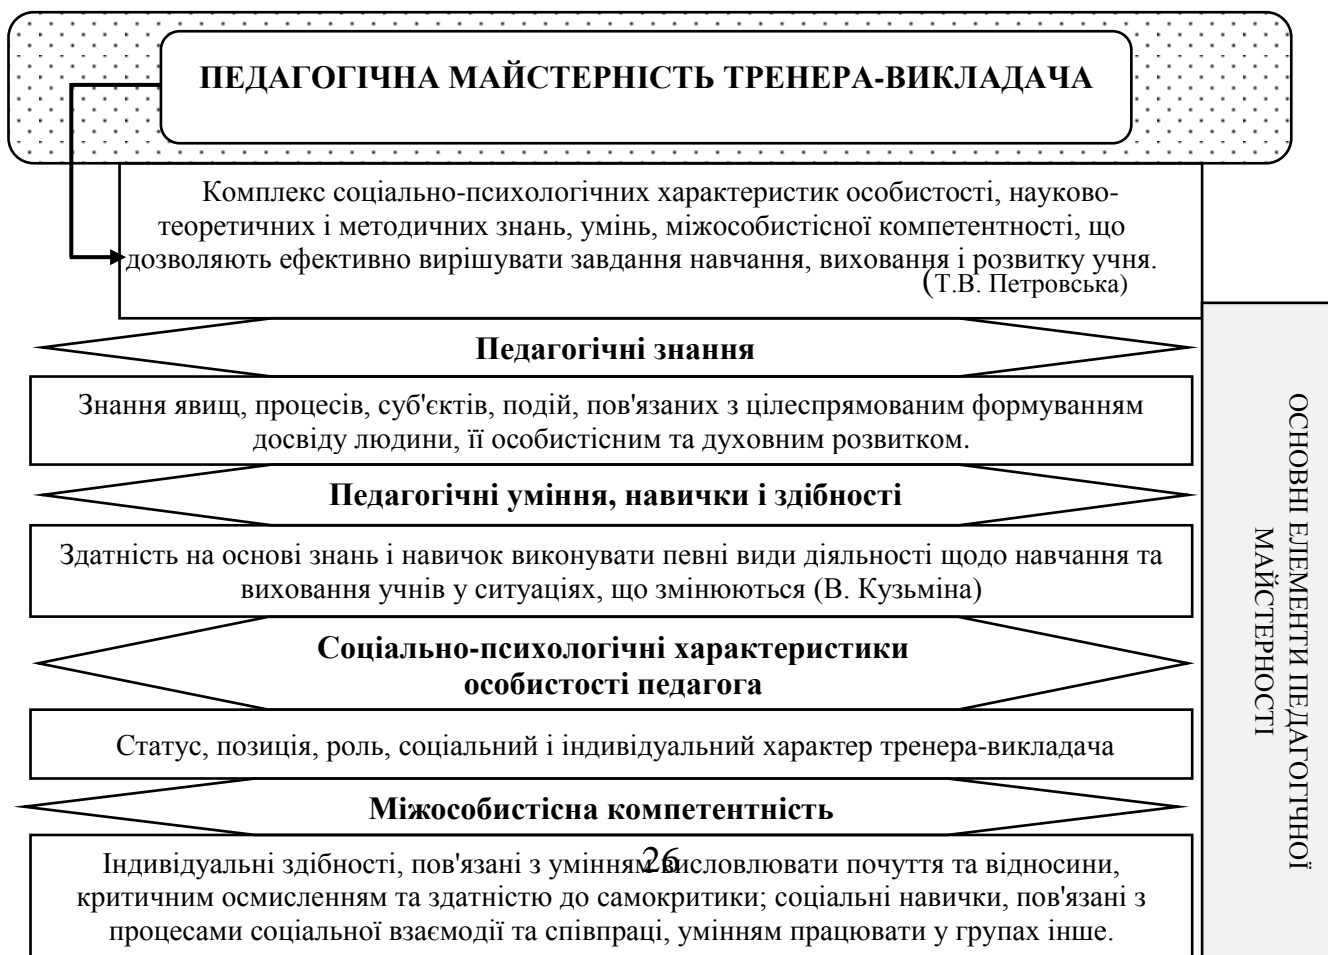 ПЕДАГОГІЧНА МАЙСТЕРНІСТЬ ТРЕНЕРА-ВИКЛАДАЧА
Комплекс соціально-психологічних характеристик особистості, науково-
теоретичних і методичних знань, умінь, міжособистісної компетентності, що
дозволяють ефективно вирішувати завдання навчання, виховання і розвитку учня.
(Т.В. Петровська)
Педагогічні знання
Знання явищ, процесів, суб'єктів, подій, пов'язаних з цілеспрямованим формуванням
досвіду людини, її особистісним та духовним розвитком.
Педагогічні уміння, навички і здібності
Здатність на основі знань і навичок виконувати певні види діяльності щодо навчання та
виховання учнів у ситуаціях, що змінюються (В. Кузьміна)
Соціально-психологічні характеристики
особистості педагога
Статус, позиція, роль, соціальний і індивідуальний характер тренера-викладача
Міжособистісна компетентність
Індивідуальні здібності, пов'язані з умінням висловлювати почуття та відносини,
критичним осмисленням та здатністю до самокритики; соціальні навички, пов'язані з
процесами соціальної взаємодії та співпраці, умінням працювати у групах інше.
26
ОСНОВНІ ЕЛЕМЕНТИ ПЕДАГОГІЧНОЇ
МАЙСТЕРНОСТІ